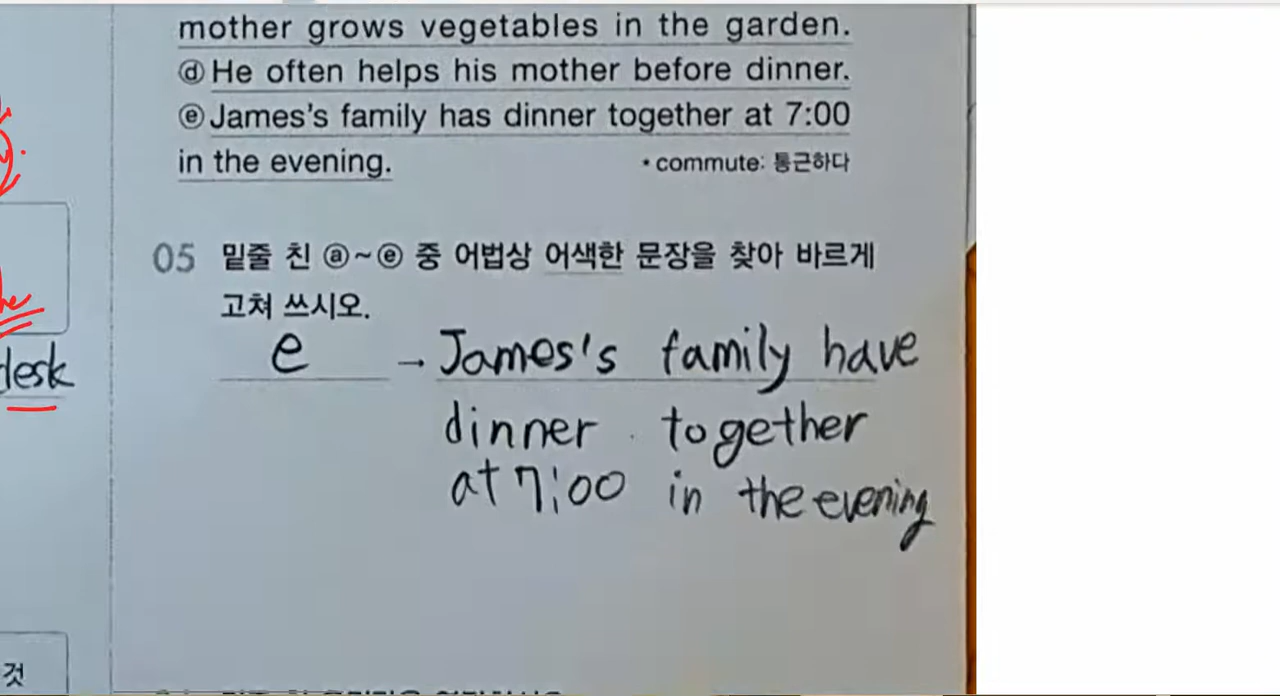 mother grows vegetables in the garden.
ⓓ He often helps his mother before dinner.
ⓔ James's family has dinner together at 7:00
in the evening.
• commute: 통근하다
05 밑줄 친 ⓐ~ⓔ 중 어법상 어색한 문장을 찾아 바르게
고쳐 쓰시오.
e → James's family have
dinner together
at 7:00 in the evening
desk
것